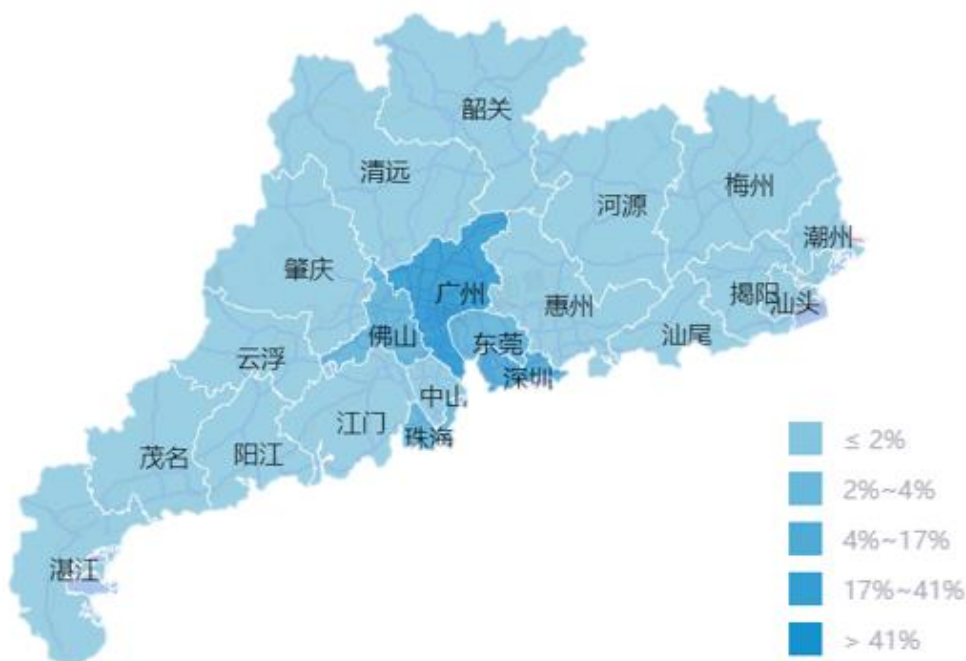 韶关
清远
梅州
河源
潮州
肇庆
广州
揭阳
汕头
惠州
佛山
东莞
汕尾
云浮
深圳
中山
江门
珠海
茂名
阳江
湛江
≤ 2%
2%~4%
4%~17%
17%~41%
> 41%